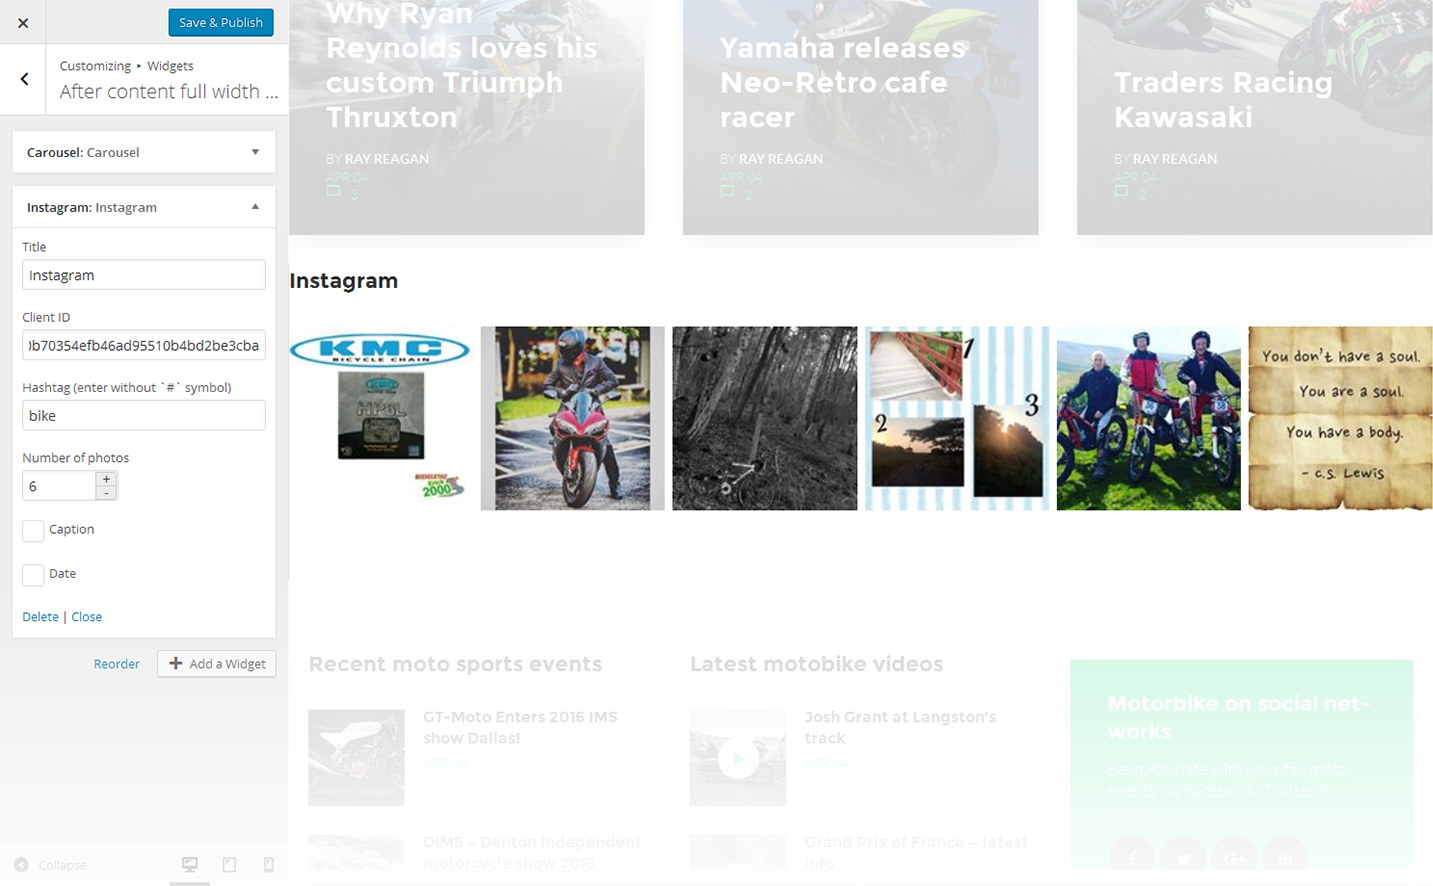 Save & Publish
Customizing ▸ Widgets
After content full width ...
Carousel: Carousel
Instagram: Instagram
Title
Instagram
Client ID
0b70354efb46ad95510b4bd2be3cba
Hashtag (enter without `#` symbol)
bike
Number of photos
6
+
-
Caption
Date
Delete | Close
Reorder
Add a Widget
Collapse
Why Ryan
Reynolds loves his
custom Triumph
Thruxton
BY RAY REAGAN
APR 04
3
Yamaha releases
Neo-Retro cafe
racer
BY RAY REAGAN
APR 04
2
Traders Racing
Kawasaki
BY RAY REAGAN
APR 04
2
Instagram
KMC
BICYCLE CHAIN
KMC
1
2
3
You don't have a soul.
You are a soul.
You have a body.
- C.S. Lewis
Recent moto sports events
GT-Moto Enters 2016 IMS
show Dallas!
APR 04
DIMS – Denton independent
motorcycle show 2016
Latest motobike videos
Josh Grant at Langston's
track
APR 04
Grand Prix of France – latest
info
Motorbike on social net-
works
Be up-to-date with your fav moto
events via Facebook, Twitter &
more.